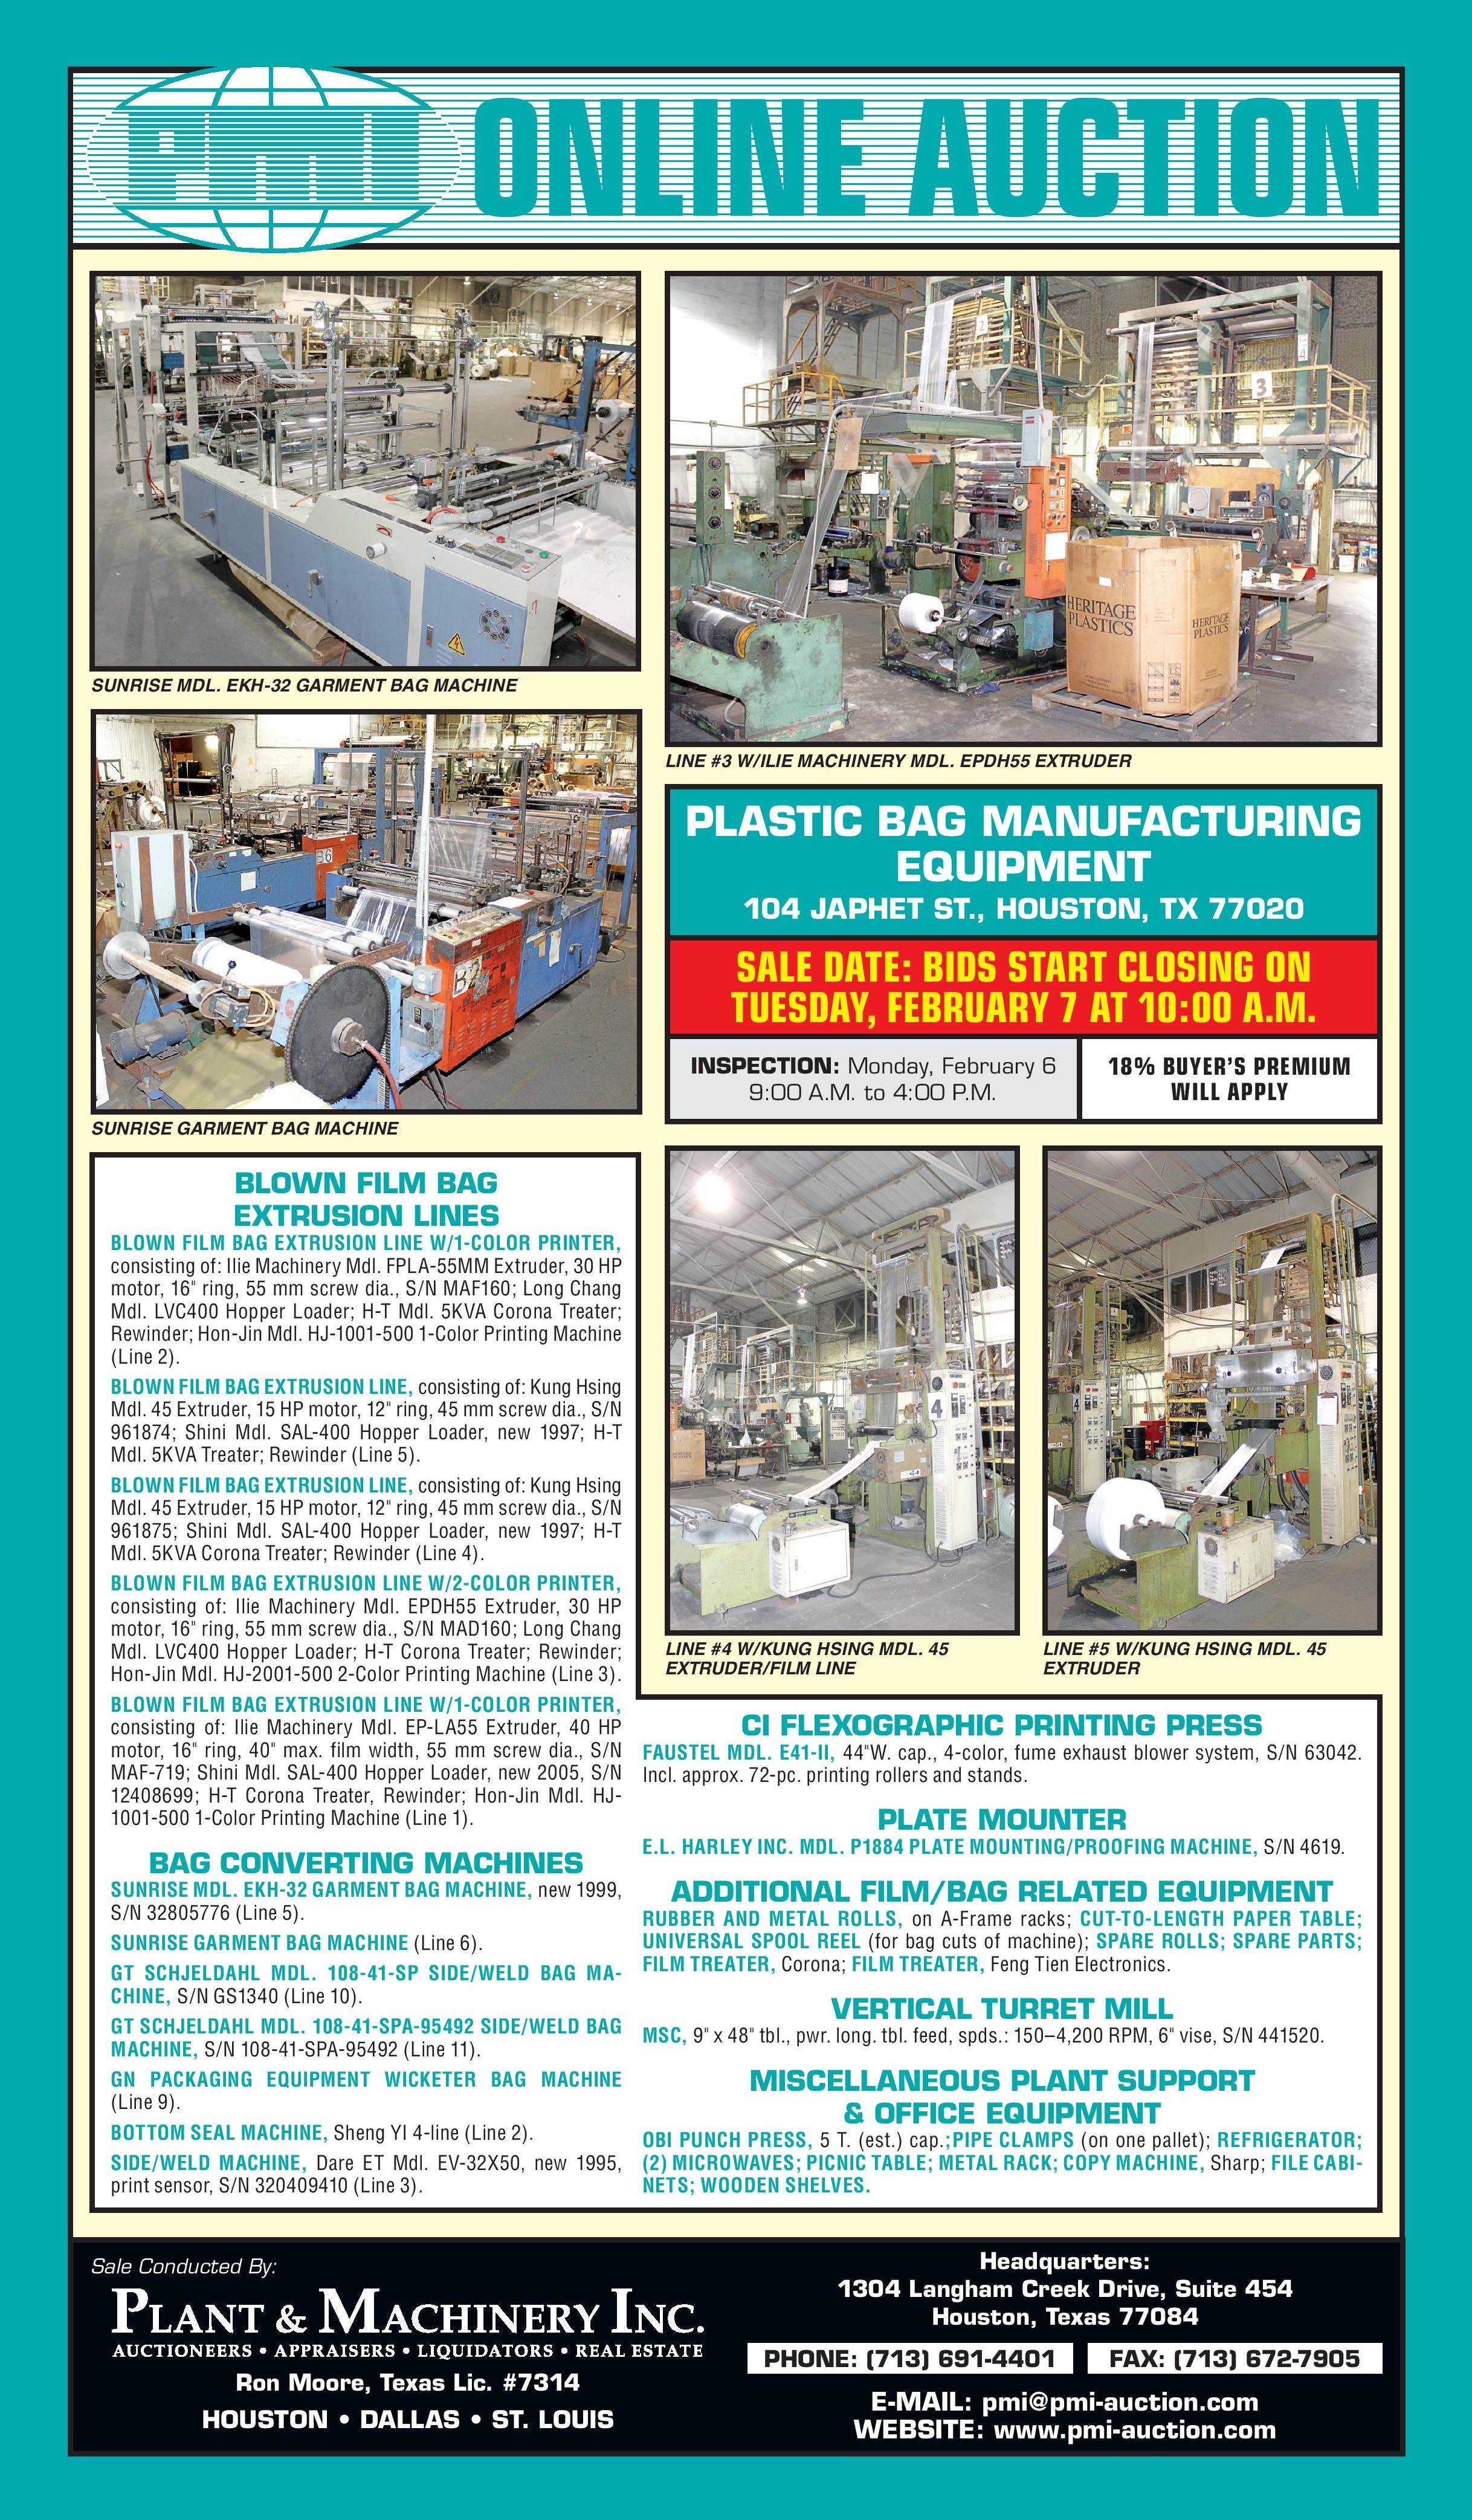 PMI
ONLINE AUCTION
SUNRISE MDL. EKH-32 GARMENT BAG MACHINE
3
HERITAGE
PLASTICS
HERITAGE
PLASTICS
LINE #3 W/ILIE MACHINERY MDL. EPDH55 EXTRUDER
B6
SUNRISE GARMENT BAG MACHINE
PLASTIC BAG MANUFACTURING
EQUIPMENT
104 JAPHET ST., HOUSTON, TX 77020
SALE DATE: BIDS START CLOSING ON
TUESDAY, FEBRUARY 7 AT 10:00 A.M.
INSPECTION: Monday, February 6
9:00 A.M. to 4:00 P.M.
18% BUYER'S PREMIUM
WILL APPLY
4
LINE #4 W/KUNG HSING MDL. 45
EXTRUDER/FILM LINE
4
LINE #5 W/KUNG HSING MDL. 45
EXTRUDER
BLOWN FILM BAG
EXTRUSION LINES
BLOWN FILM BAG EXTRUSION LINE W/1-COLOR PRINTER,
consisting of: Ilie Machinery Mdl. FPLA-55MM Extruder, 30 HP
motor, 16" ring, 55 mm screw dia., S/N MAF160; Long Chang
Mdl. LVC400 Hopper Loader; H-T Mdl. 5KVA Corona Treater;
Rewinder; Hon-Jin Mdl. HJ-1001-500 1-Color Printing Machine
(Line 2).
BLOWN FILM BAG EXTRUSION LINE, consisting of: Kung Hsing
Mdl. 45 Extruder, 15 HP motor, 12" ring, 45 mm screw dia., S/N
961874; Shini Mdl. SAL-400 Hopper Loader, new 1997; H-T
Mdl. 5KVA Treater; Rewinder (Line 5).
BLOWN FILM BAG EXTRUSION LINE, consisting of: Kung Hsing
Mdl. 45 Extruder, 15 HP motor, 12" ring, 45 mm screw dia., S/N
961875; Shini Mdl. SAL-400 Hopper Loader, new 1997; H-T
Mdl. 5KVA Corona Treater; Rewinder (Line 4).
BLOWN FILM BAG EXTRUSION LINE W/2-COLOR PRINTER,
consisting of: Ilie Machinery Mdl. EPDH55 Extruder, 30 HP
motor, 16" ring, 55 mm screw dia., S/N MAD160; Long Chang
Mdl. LVC400 Hopper Loader; H-T Corona Treater; Rewinder;
Hon-Jin Mdl. HJ-2001-500 2-Color Printing Machine (Line 3).
BLOWN FILM BAG EXTRUSION LINE W/1-COLOR PRINTER,
consisting of: Ilie Machinery Mdl. EP-LA55 Extruder, 40 HP
motor, 16" ring, 40" max. film width, 55 mm screw dia., S/N
MAF-719; Shini Mdl. SAL-400 Hopper Loader, new 2005, S/N
12408699; H-T Corona Treater, Rewinder; Hon-Jin Mdl. HJ-
1001-500 1-Color Printing Machine (Line 1).
BAG CONVERTING MACHINES
SUNRISE MDL. EKH-32 GARMENT BAG MACHINE, new 1999,
S/N 32805776 (Line 5).
SUNRISE GARMENT BAG MACHINE (Line 6).
GT SCHJELDAHL MDL. 108-41-SP SIDE/WELD BAG MA-
CHINE, S/N GS1340 (Line 10).
GT SCHJELDAHL MDL. 108-41-SPA-95492 SIDE/WELD BAG
MACHINE, S/N 108-41-SPA-95492 (Line 11).
GN PACKAGING EQUIPMENT WICKETER BAG MACHINE
(Line 9).
BOTTOM SEAL MACHINE, Sheng YI 4-line (Line 2).
SIDE/WELD MACHINE, Dare ET Mdl. EV-32X50, new 1995,
print sensor, S/N 320409410 (Line 3).
CI FLEXOGRAPHIC PRINTING PRESS
FAUSTEL MDL. E41-II, 44"W. cap., 4-color, fume exhaust blower system, S/N 63042.
Incl. approx. 72-pc. printing rollers and stands.
PLATE MOUNTER
E.L. HARLEY INC. MDL. P1884 PLATE MOUNTING/PROOFING MACHINE, S/N 4619.
ADDITIONAL FILM/BAG RELATED EQUIPMENT
RUBBER AND METAL ROLLS, on A-Frame racks; CUT-TO-LENGTH PAPER TABLE;
UNIVERSAL SPOOL REEL (for bag cuts of machine); SPARE ROLLS; SPARE PARTS;
FILM TREATER, Corona; FILM TREATER, Feng Tien Electronics.
VERTICAL TURRET MILL
MSC, 9" x 48" tbl., pwr. long. tbl. feed, spds.: 150–4,200 RPM, 6" vise, S/N 441520.
MISCELLANEOUS PLANT SUPPORT
& OFFICE EQUIPMENT
OBI PUNCH PRESS, 5 T. (est.) cap.;PIPE CLAMPS (on one pallet); REFRIGERATOR;
(2) MICROWAVES; PICNIC TABLE; METAL RACK; COPY MACHINE, Sharp; FILE CABI-
NETS; WOODEN SHELVES.
Sale Conducted By:
PLANT & MACHINERY INC.
AUCTIONEERS • APPRAISERS • LIQUIDATORS • REAL ESTATE
Ron Moore, Texas Lic. #7314
HOUSTON • DALLAS • ST. LOUIS
Headquarters:
1304 Langham Creek Drive, Suite 454
Houston, Texas 77084
PHONE: (713) 691-4401
FAX: (713) 672-7905
E-MAIL: pmi@pmi-auction.com
WEBSITE: www.pmi-auction.com